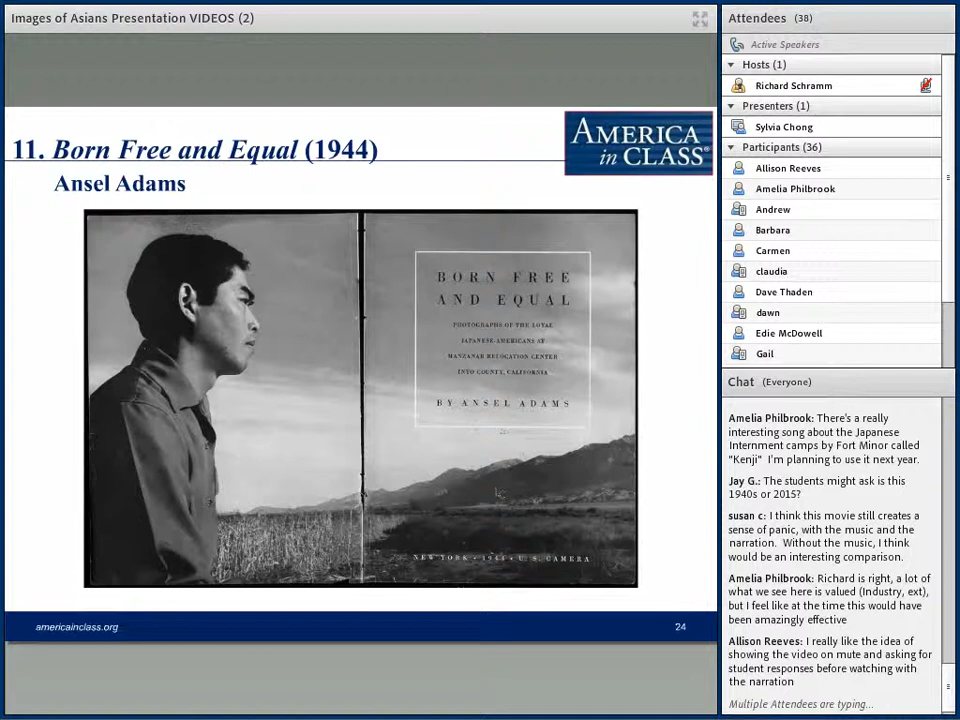 Images of Asians Presentation VIDEOS (2)
11. Born Free and Equal (1944)
Ansel Adams
AMERICA
in CLASS®
BORN FREE
AND EQUAL
PHOTOGRAPHS OF THE LOYAL
JAPANESE-AMERICANS AT
MANZANAR RELOCATION CENTER
INYO COUNTY, CALIFORNIA
BY ANSEL ADAMS
NEW YORK • 1944 • U. S. CAMERA
americainclass.org
24
Attendees (38)
Active Speakers
Hosts (1)
Richard Schramm
Presenters (1)
Sylvia Chong
Participants (36)
Allison Reeves
Amelia Philbrook
Andrew
Barbara
Carmen
claudia
Dave Thaden
dawn
Edie McDowell
Gail
Chat (Everyone)
Amelia Philbrook: There's a really
interesting song about the Japanese
Internment camps by Fort Minor called
"Kenji" I'm planning to use it next year.
Jay G.: The students might ask is this
1940s or 2015?
susan c: I think this movie still creates a
sense of panic, with the music and the
narration. Without the music, I think
would be an interesting comparison.
Amelia Philbrook: Richard is right, a lot of
what we see here is valued (Industry, ext),
but I feel like at the time this would have
been amazingly effective
Allison Reeves: I really like the idea of
showing the video on mute and asking for
student responses before watching with
the narration
Multiple Attendees are typing...